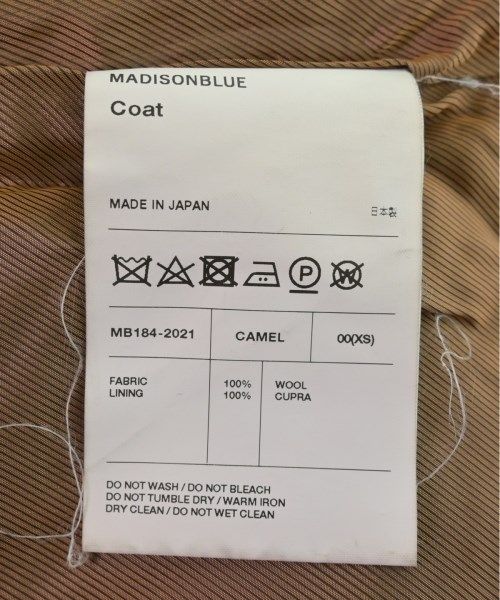 MADISONBLUE
Coat
MADE IN JAPAN 日本製
P W
MB184-2021 CAMEL 00(XS)
FABRIC 100% WOOL
LINING 100% CUPRA
DO NOT WASH / DO NOT BLEACH
DO NOT TUMBLE DRY / WARM IRON
DRY CLEAN / DO NOT WET CLEAN